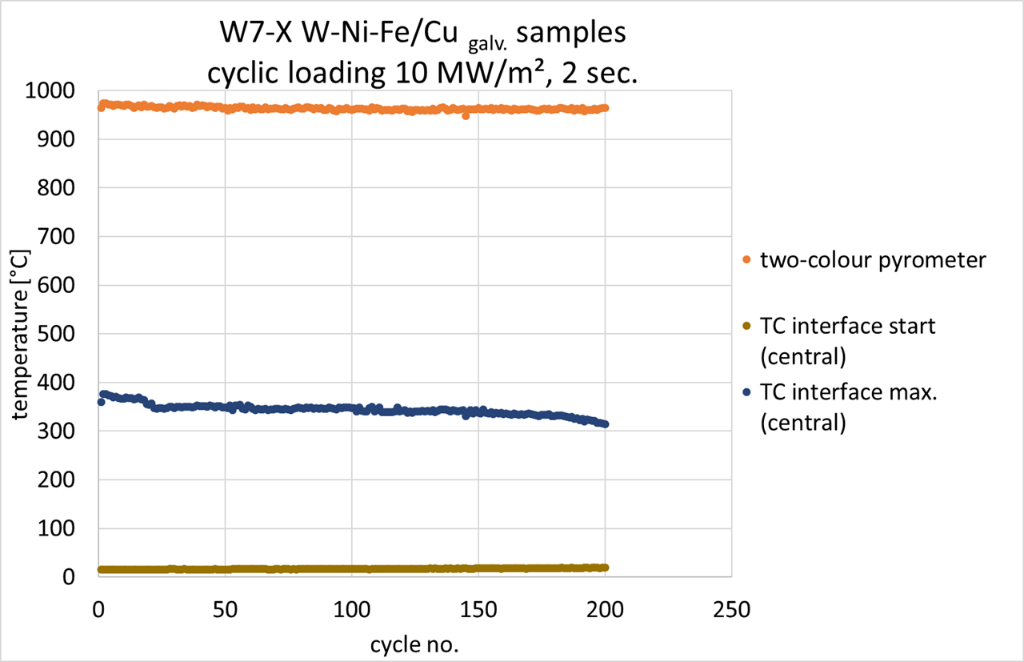 W7-X W-Ni-Fe/Cu galv. samples
cyclic loading 10 MW/m², 2 sec.
1000
900
800
700
600
500
400
300
200
100
0
temperature [°C]
0 50 100 150 200 250
cycle no.
two-colour pyrometer
TC interface start
(central)
TC interface max.
(central)